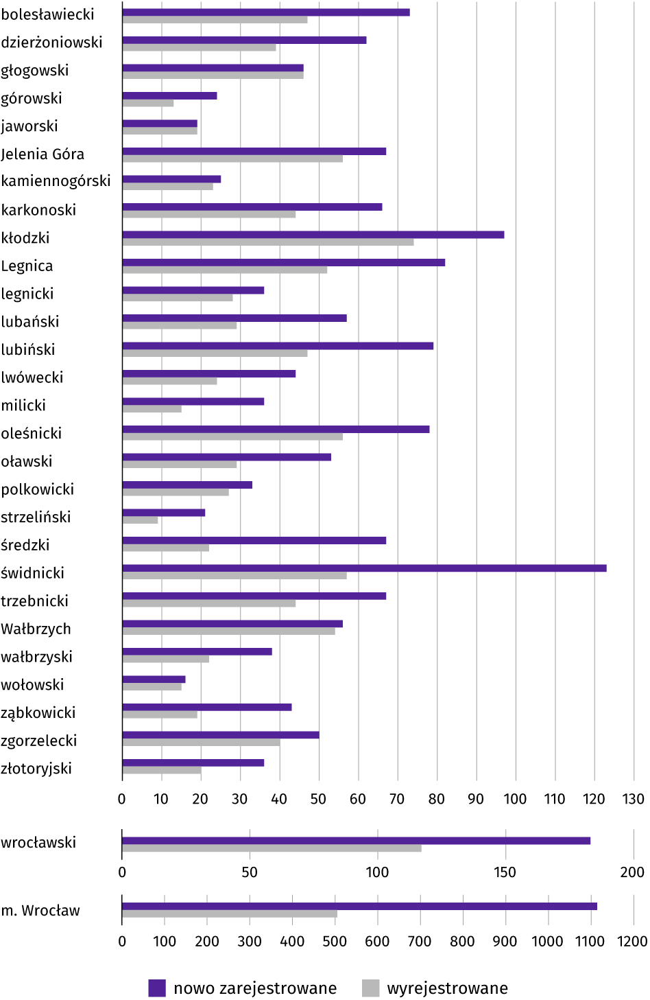 bolesławiecki
dzierżoniowski
głogowski
górowski
jaworski
Jelenia Góra
kamiennogórski
karkonoski
kłodzki
Legnica
legnicki
lubański
lubiński
lwówecki
milicki
oleśnicki
oławski
polkowicki
strzeliński
średzki
świdnicki
trzebnicki
Wałbrzych
wałbrzyski
wołowski
ząbkowicki
zgorzelecki
złotoryjski
0 10 20 30 40 50 60 70 80 90 100 110 120 130
wrocławski
0 50 100 150 200
m. Wrocław
0 100 200 300 400 500 600 700 800 900 1000 1100 1200
nowo zarejestrowane wyrejestrowane